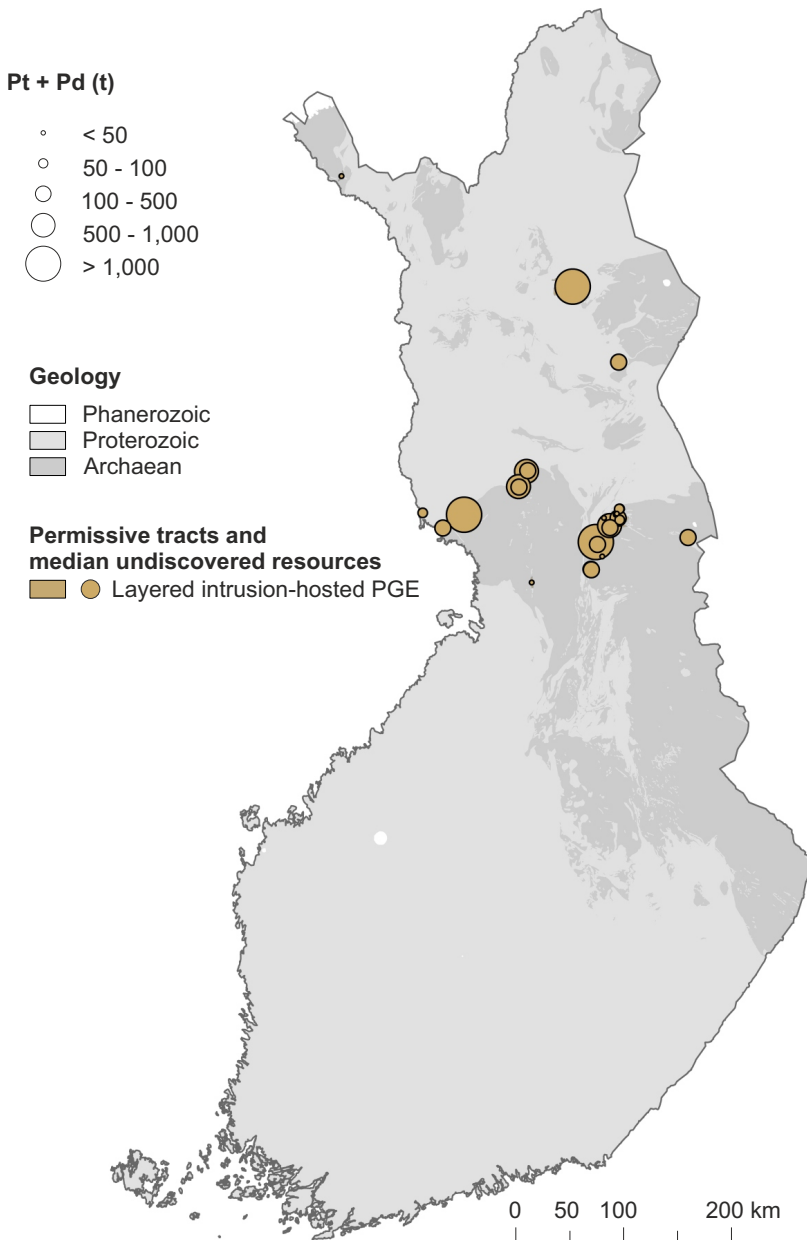 Pt + Pd (t)
< 50
50 - 100
100 - 500
500 - 1,000
> 1,000
Geology
Phanerozoic
Proterozoic
Archaean
Permissive tracts and
median undiscovered resources
Layered intrusion-hosted PGE
0 50 100 200 km